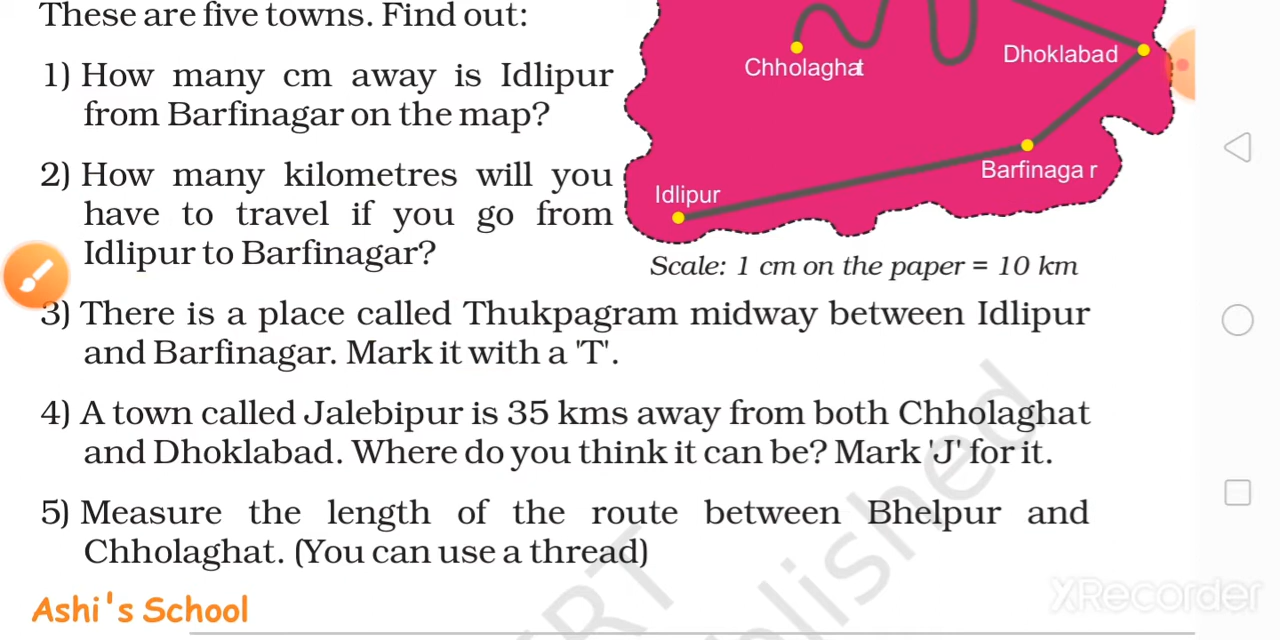 These are five towns. Find out:
1) How many cm away is Idlipur
from Barfinagar on the map?
2) How many kilometres will you
have to travel if you go from
Idlipur to Barfinagar?
Chholaghat
Dhoklabad
Barfinaga r
Idlipur
Scale: 1 cm on the paper = 10 km
3) There is a place called Thukpagram midway between Idlipur
and Barfinagar. Mark it with a 'T'.
4) A town called Jalebipur is 35 kms away from both Chholaghat
and Dhoklabad. Where do you think it can be? Mark 'J' for it.
5) Measure the length of the route between Bhelpur and
Chholaghat. (You can use a thread)
Ashi's School
XRecorder